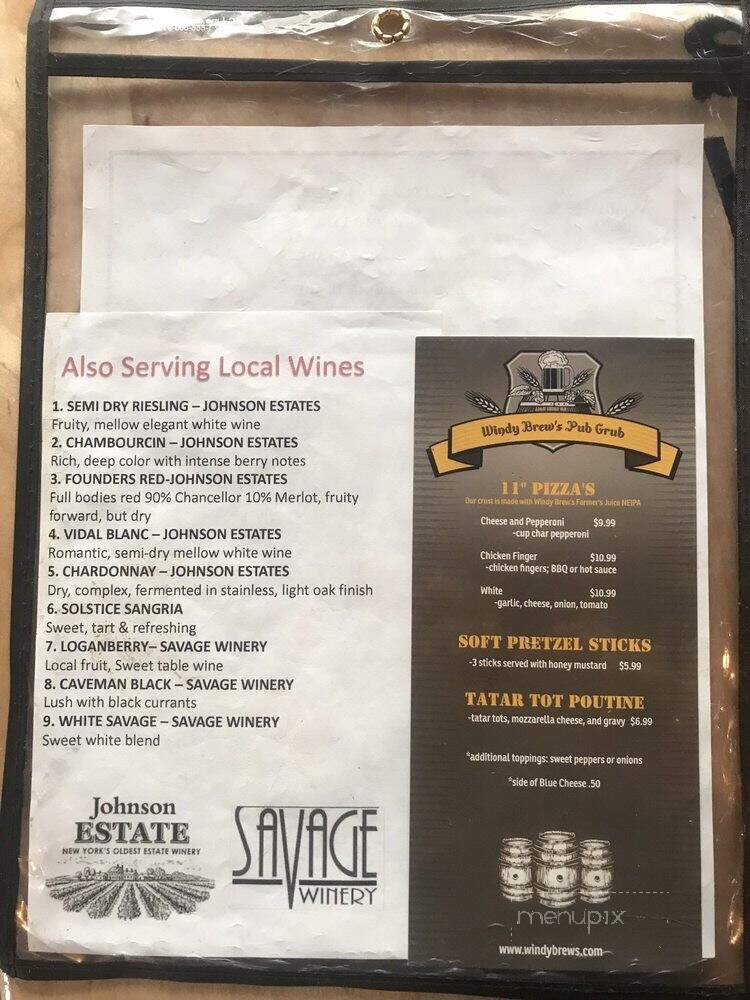 Also Serving Local Wines
1. SEMI DRY RIESLING – JOHNSON ESTATES
Fruity, mellow elegant white wine
2. CHAMBOURCIN – JOHNSON ESTATES
Rich, deep color with intense berry notes
3. FOUNDERS RED-JOHNSON ESTATES
Full bodies red 90% Chancellor 10% Merlot, fruity
forward, but dry
4. VIDAL BLANC – JOHNSON ESTATES
Romantic, semi-dry mellow white wine
5. CHARDONNAY – JOHNSON ESTATES
Dry, complex, fermented in stainless, light oak finish
6. SOLSTICE SANGRIA
Sweet, tart & refreshing
7. LOGANBERRY– SAVAGE WINERY
Local fruit, Sweet table wine
8. CAVEMAN BLACK – SAVAGE WINERY
Lush with black currants
9. WHITE SAVAGE – SAVAGE WINERY
Sweet white blend
Johnson
ESTATE
NEW YORK'S OLDEST ESTATE WINERY
SAVAGE
WINERY
Windy Brew's Pub Grub
11" PIZZA'S
Our crust is made with Windy Brew's Farmer's Juice NEIPA
Cheese and Pepperoni $9.99
-cup char pepperoni
Chicken Finger $10.99
-chicken fingers; BBQ or hot sauce
White $10.99
-garlic, cheese, onion, tomato
SOFT PRETZEL STICKS
-3 sticks served with honey mustard $5.99
TATAR TOT POUTINE
-tatar tots, mozzarella cheese, and gravy $6.99
*additional toppings: sweet peppers or onions
*side of Blue Cheese .50
menupix
www.windybrews.com